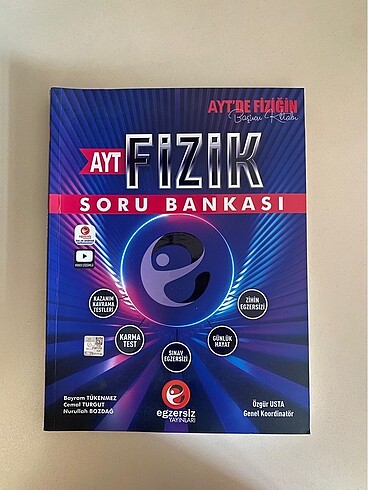 AYT'DE FİZİĞİN
Başucu Kitabı
AYT FİZİK
SORU BANKASI
KAZANIM
KAVRAMA
TESTLERİ
ZİHİN
EGZERSİZİ
KARMA
TEST
SINAV
EGZERSİZİ
GÜNLÜK
HAYAT
Bayram TÜKENMEZ
Cemal TURGUT
Nurullah BOZDAĞ
egzersiz
YAYINLARI
Özgür USTA
Genel Koordinatör